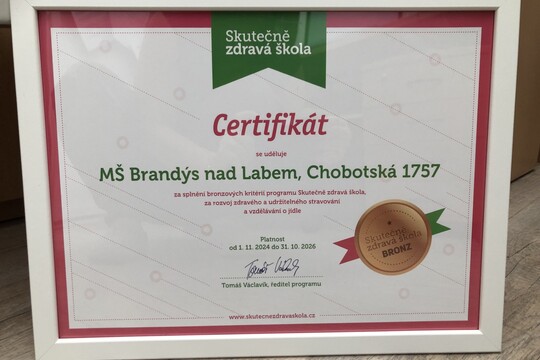 Skutečně
zdravá škola
Certifikát
se uděluje
MŠ Brandýs nad Labem, Chobotská 1757
za splnění bronzových kritérií programu Skutečně zdravá škola,
za rozvoj zdravého a udržitelného stravování
a vzdělávání o jídle
Skutečně
zdravá škola
BRONZ
Platnost
od 1. 11. 2024 do 31. 10. 2026
Tomáš Václavík, ředitel programu
www.skutecnezdravaskola.cz